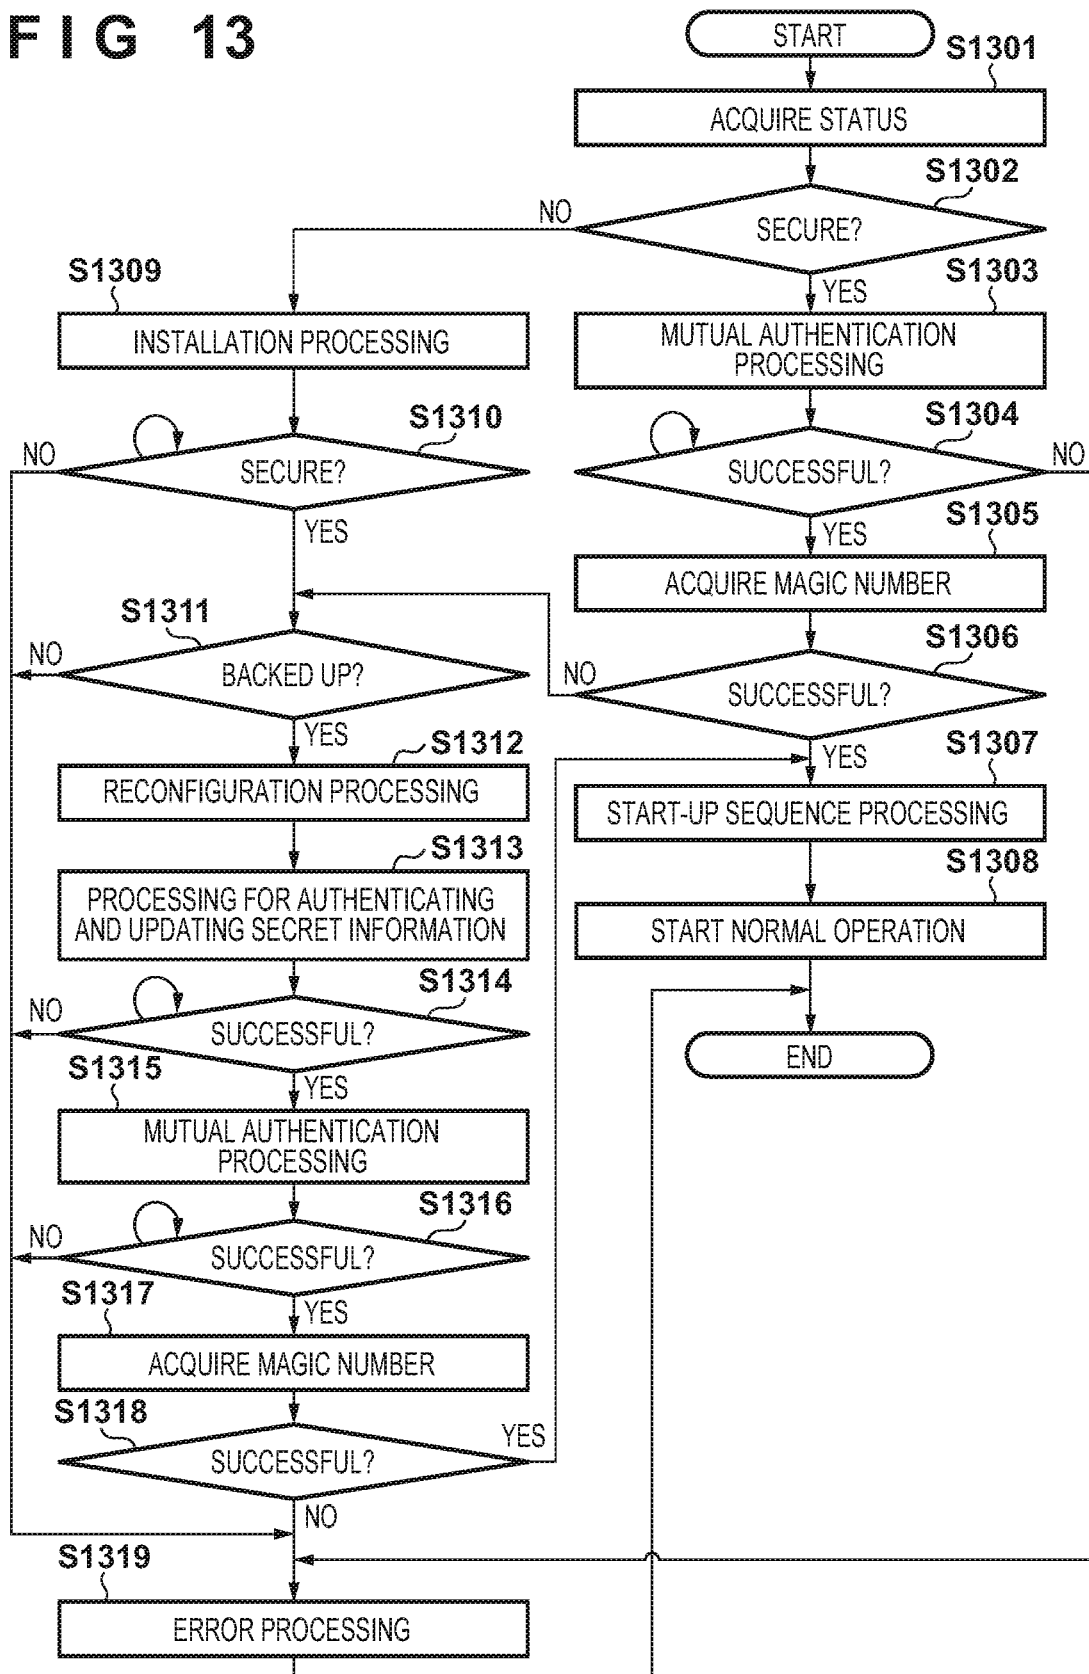 FIG 13
START
S1301
ACQUIRE STATUS
S1302
SECURE?
NO
YES
S1303
MUTUAL AUTHENTICATION
PROCESSING
S1304
SUCCESSFUL?
NO
YES
S1305
ACQUIRE MAGIC NUMBER
S1306
SUCCESSFUL?
NO
YES
S1307
START-UP SEQUENCE PROCESSING
S1308
START NORMAL OPERATION
END
S1309
INSTALLATION PROCESSING
S1310
SECURE?
NO
YES
S1311
BACKED UP?
NO
YES
S1312
RECONFIGURATION PROCESSING
S1313
PROCESSING FOR AUTHENTICATING
AND UPDATING SECRET INFORMATION
S1314
SUCCESSFUL?
NO
YES
S1315
MUTUAL AUTHENTICATION
PROCESSING
S1316
SUCCESSFUL?
NO
YES
S1317
ACQUIRE MAGIC NUMBER
S1318
SUCCESSFUL?
YES
NO
S1319
ERROR PROCESSING